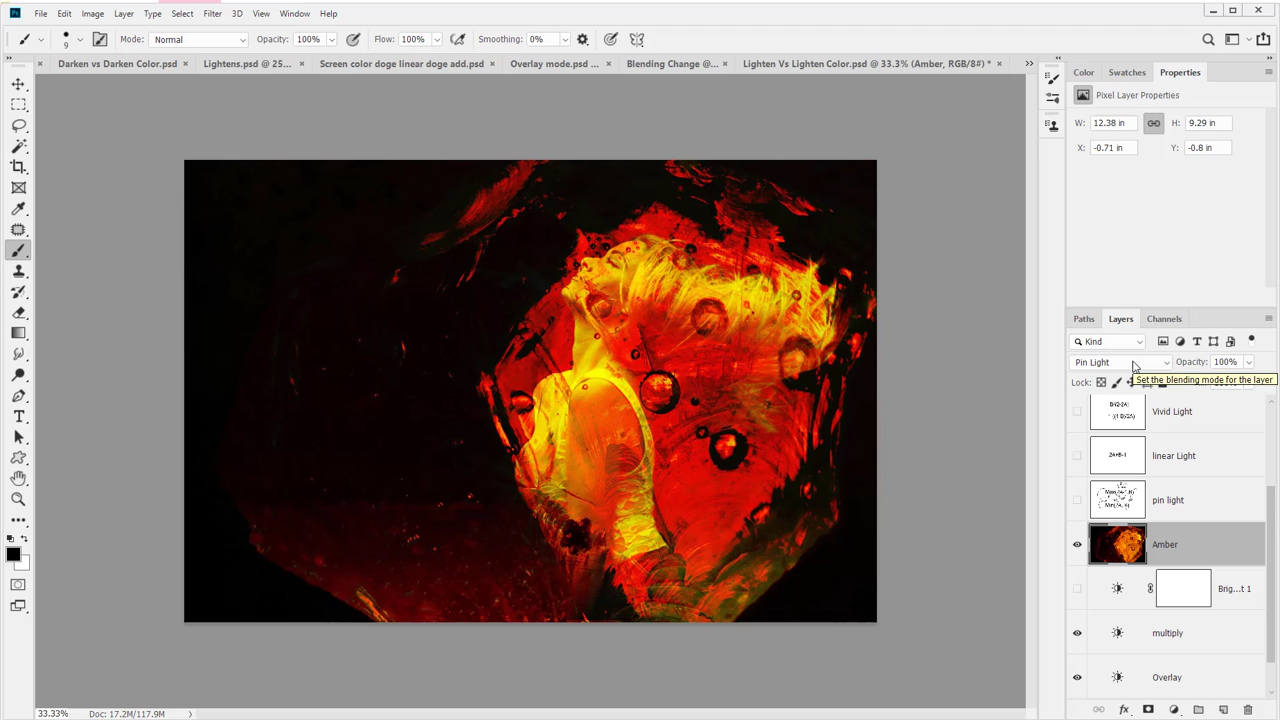 Ps File Edit Image Layer Type Select Filter 3D View Window Help
9 Mode: Normal Opacity: 100% Flow: 100% Smoothing: 0%
Darken vs Darken Color.psd × Lightens.psd @ 25... × Screen color doge linear doge add.psd × Overlay mode.psd ... × Blending Change @... × Lighten Vs Lighten Color.psd @ 33.3% (Amber, RGB/8#) * ×
Color Swatches Properties
Pixel Layer Properties
W: 12.38 in H: 9.29 in
X: -0.71 in Y: -0.8 in
Paths Layers Channels
Kind
Pin Light Opacity: 100%
Set the blending mode for the layer
Lock:
Vivid Light
2A+B-1
linear Light
pin light
Amber
Brig...t 1
multiply
Overlay
fx
33.33% Doc: 17.2M/117.9M